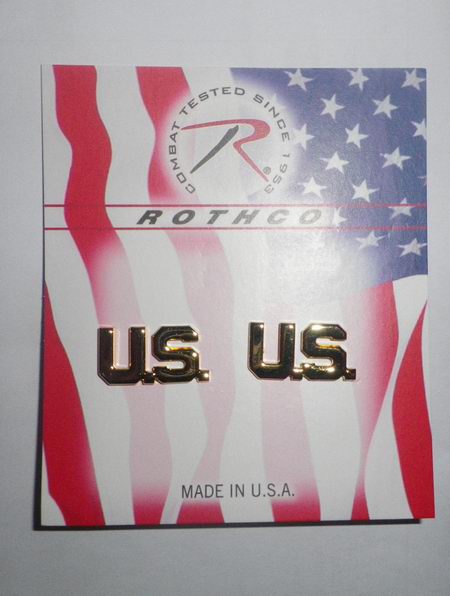 COMBAT TESTED SINCE 1953
R®
ROTHCO
U.S. U.S.
MADE IN U.S.A.